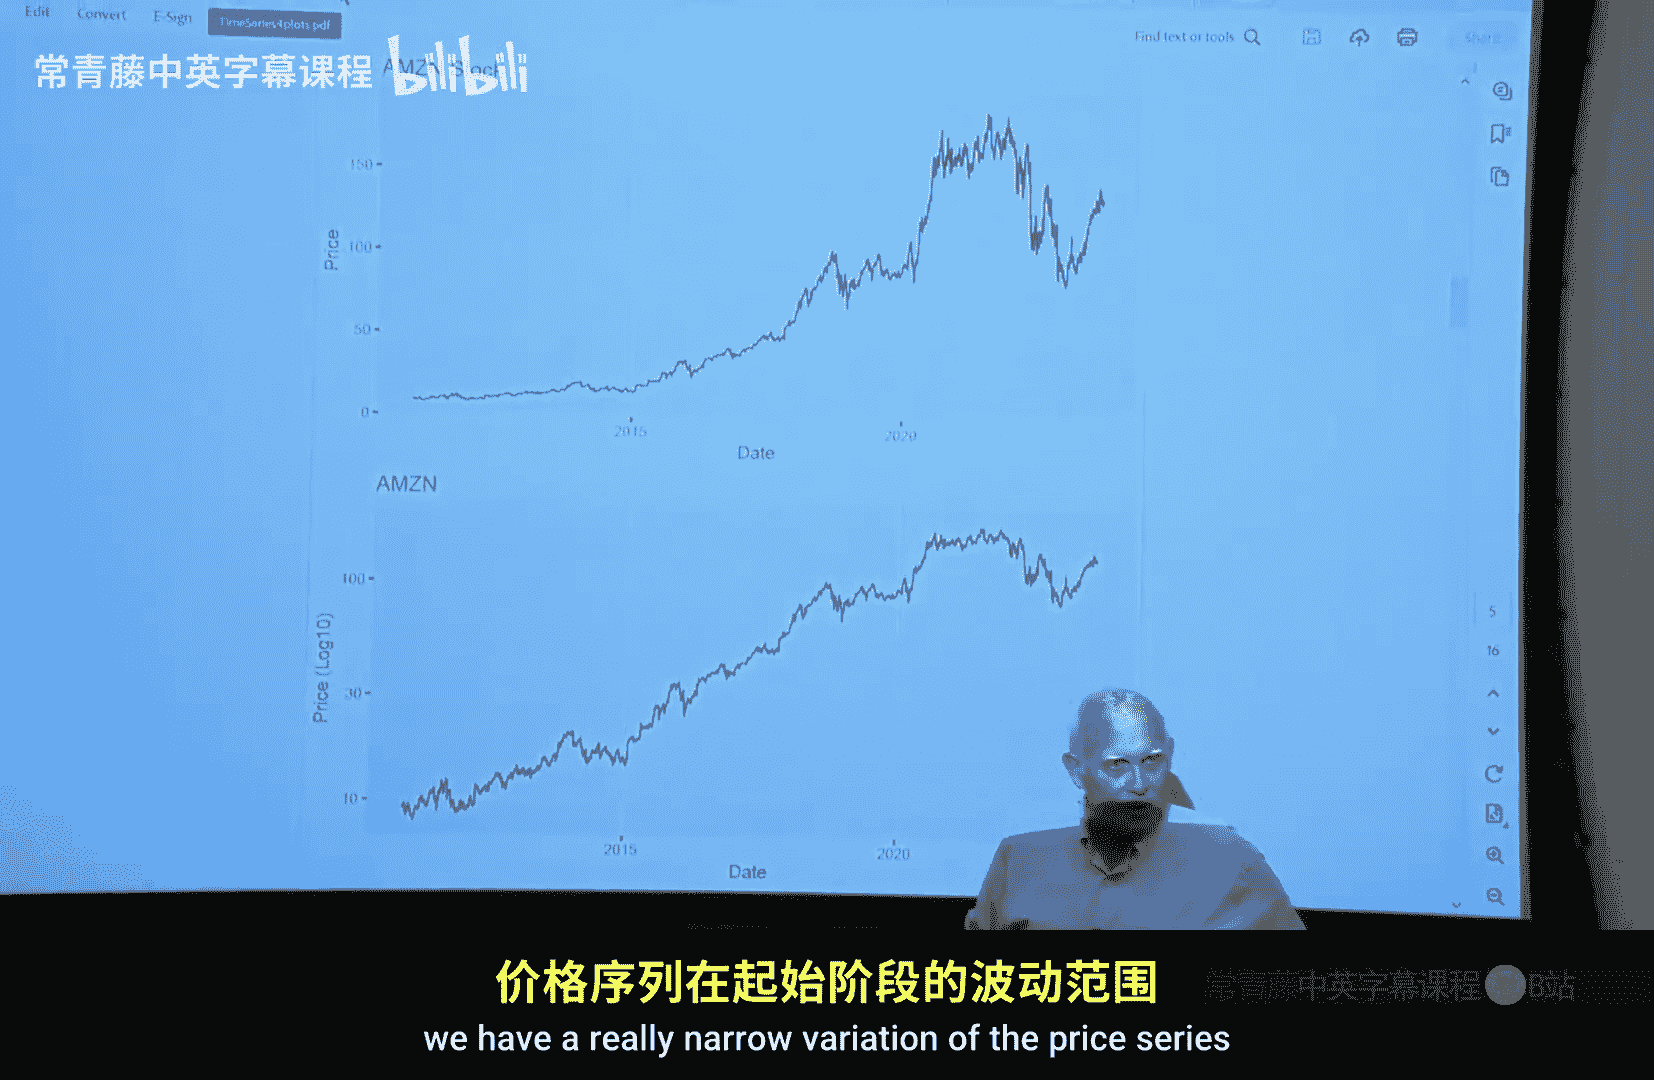 Edit Convert E-Sign TimeSeries4plots.pdf
Find text or tools
常青藤中英字幕课程 bilibili
AMZN Stock
150
100
50
0
Price
2015 2020
Date
AMZN
100
30
10
Price (Log10)
2015 2020
Date
5
16
价格序列在起始阶段的波动范围
常青藤中英字幕课程 B站
we have a really narrow variation of the price series